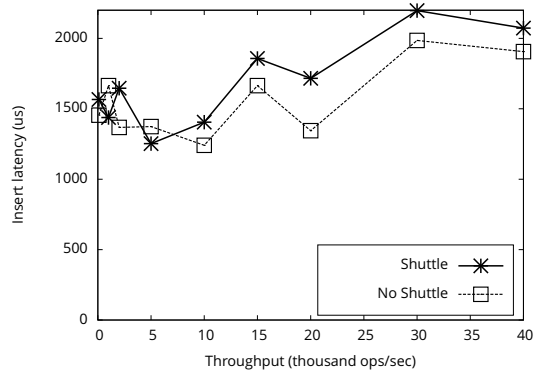 2000
1500
1000
500
0
Insert latency (us)
Shuttle
No Shuttle
0 5 10 15 20 25 30 35 40
Throughput (thousand ops/sec)